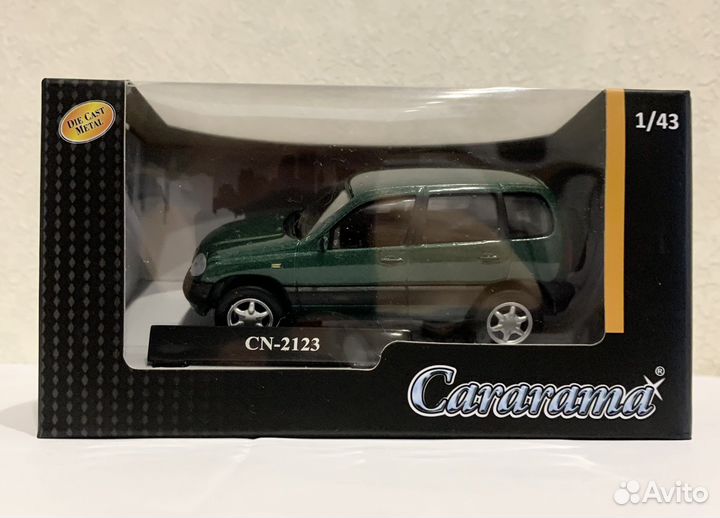 DIE CAST
METAL
1/43
CN-2123
Cararama®
Avito